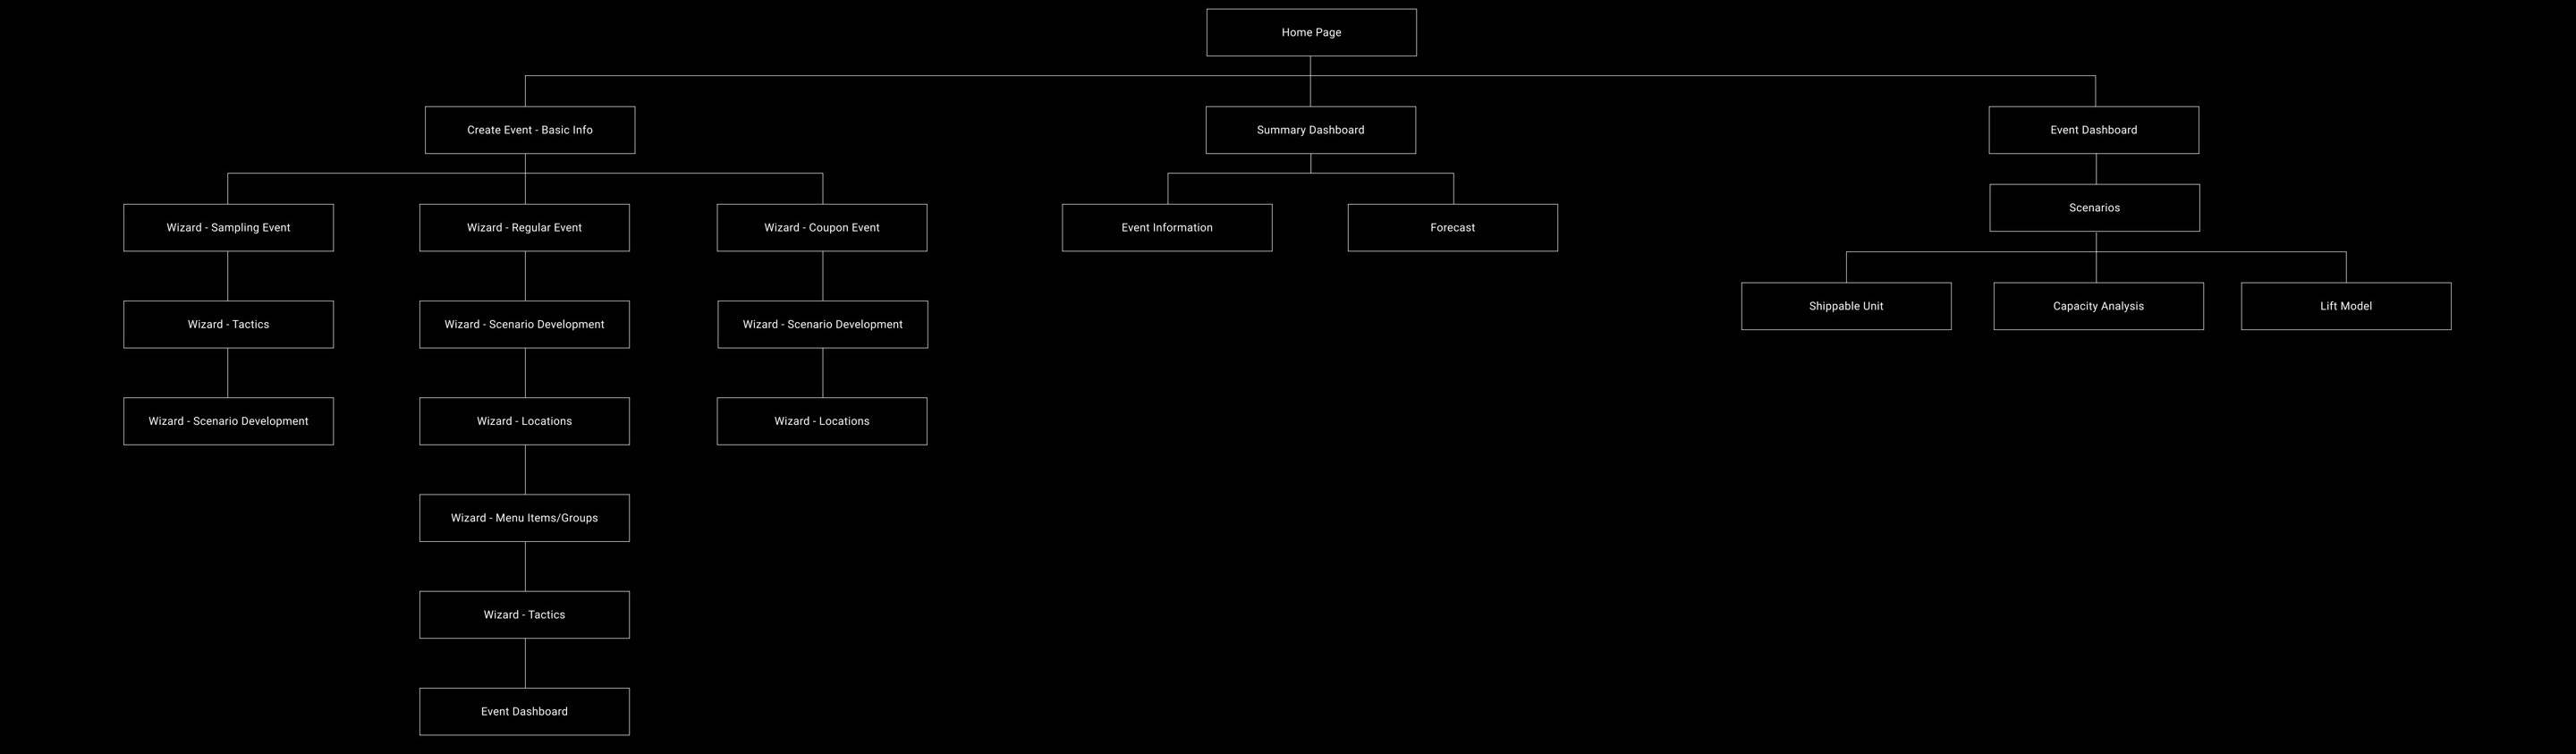 Home Page
Create Event - Basic Info
Summary Dashboard
Event Dashboard
Scenarios
Wizard - Sampling Event
Wizard - Regular Event
Wizard - Coupon Event
Event Information
Forecast
Shippable Unit
Capacity Analysis
Lift Model
Wizard - Tactics
Wizard - Scenario Development
Wizard - Scenario Development
Wizard - Scenario Development
Wizard - Locations
Wizard - Locations
Wizard - Menu Items/Groups
Wizard - Tactics
Event Dashboard